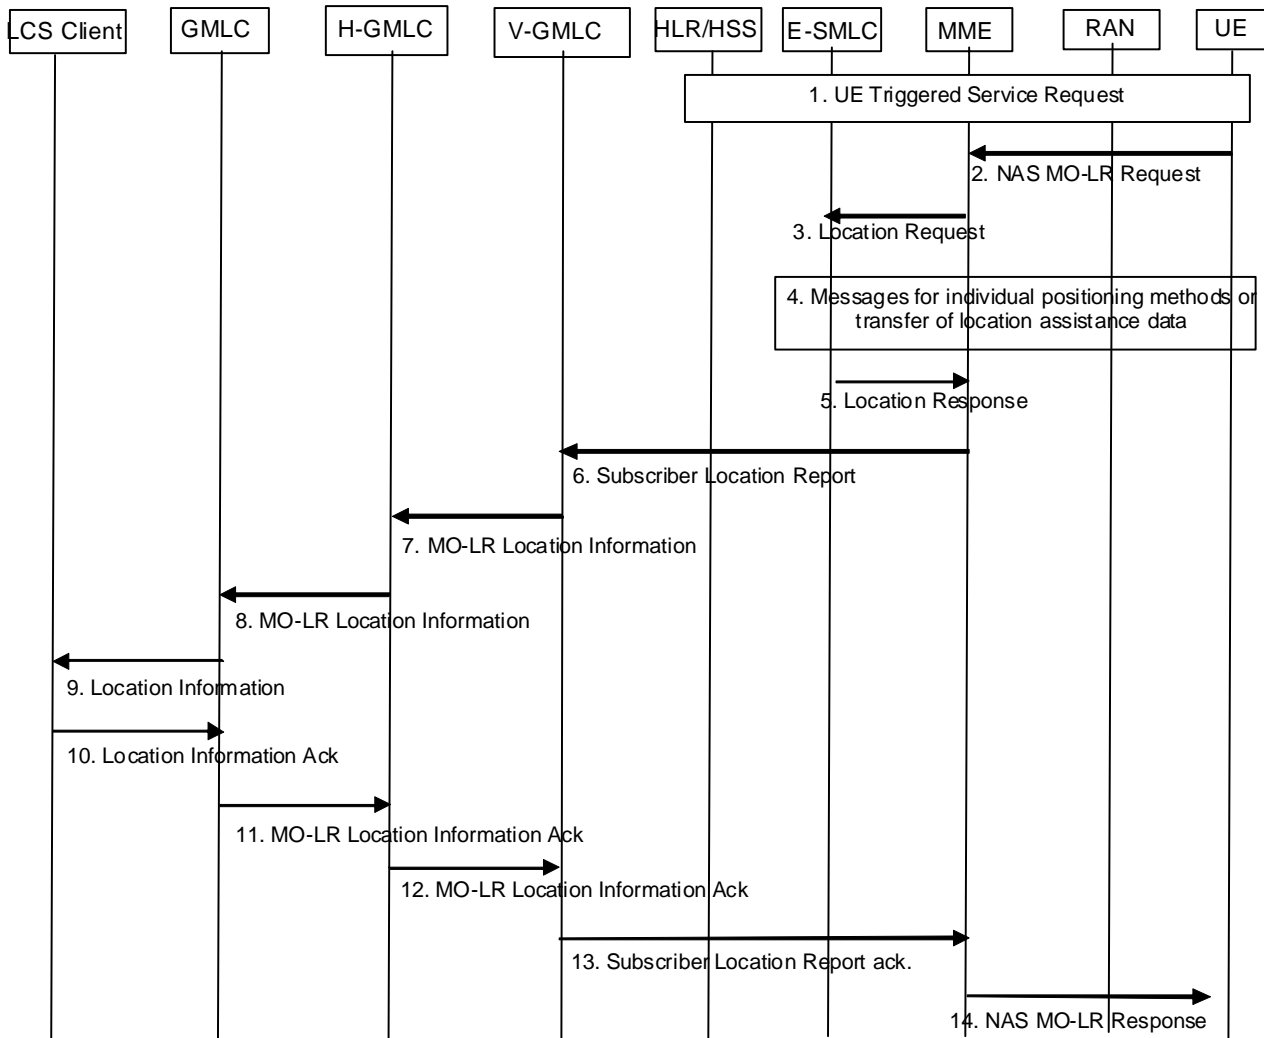 LCS Client
GMLC
H-GMLC
V-GMLC
HLR/HSS
E-SMLC
MME
RAN
UE
1. UE Triggered Service Request
2. NAS MO-LR Request
3. Location Request
4. Messages for individual positioning methods or
transfer of location assistance data
5. Location Response
6. Subscriber Location Report
7. MO-LR Location Information
8. MO-LR Location Information
9. Location Information
10. Location Information Ack
11. MO-LR Location Information Ack
12. MO-LR Location Information Ack
13. Subscriber Location Report ack.
14. NAS MO-LR Response